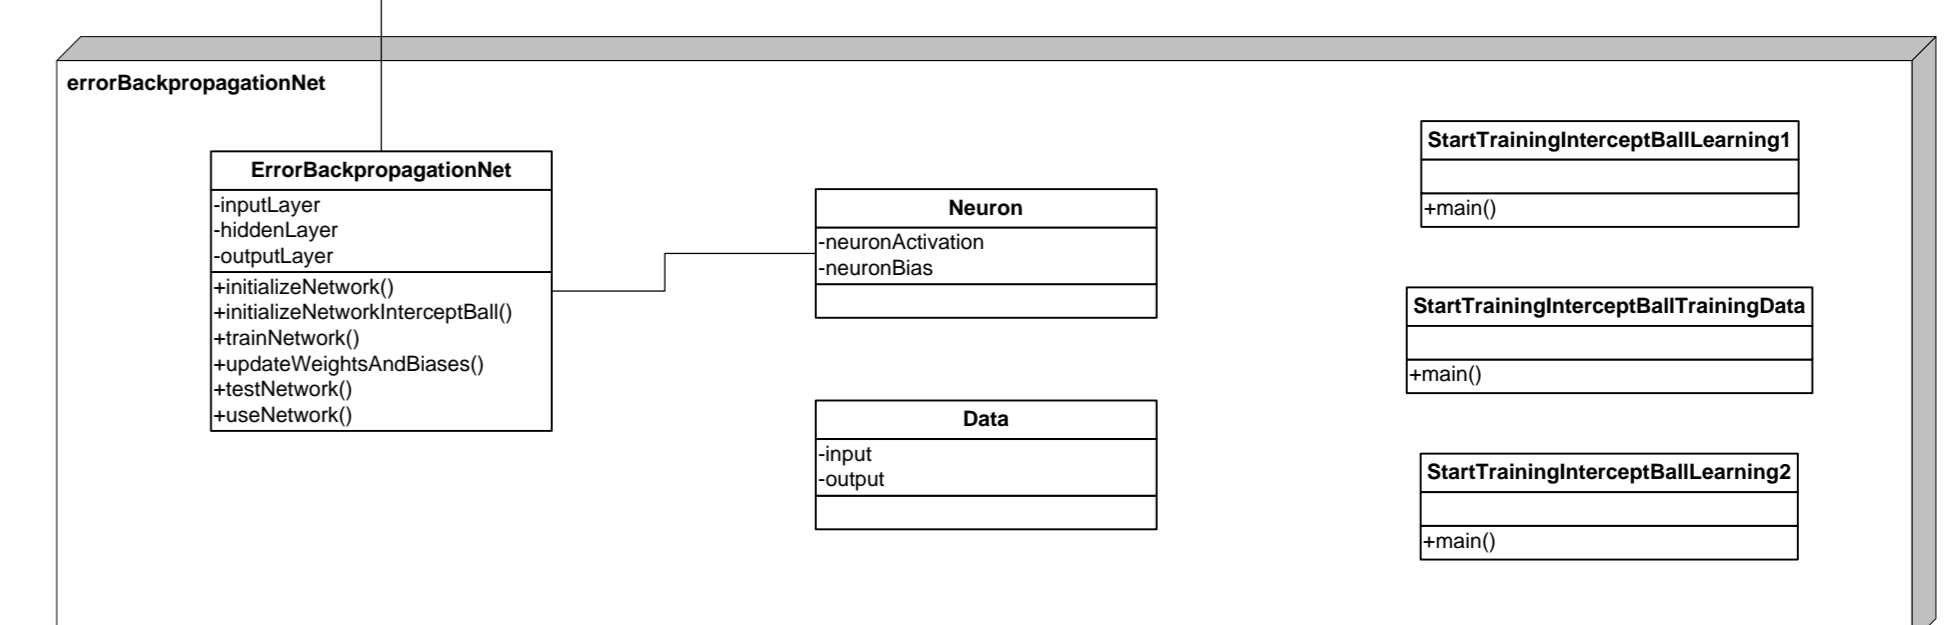 errorBackpropagationNet
ErrorBackpropagationNet
-inputLayer
-hiddenLayer
-outputLayer
+initializeNetwork()
+initializeNetworkInterceptBall()
+trainNetwork()
+updateWeightsAndBiases()
+testNetwork()
+useNetwork()
Neuron
-neuronActivation
-neuronBias
Data
-input
-output
StartTrainingInterceptBallLearning1
+main()
StartTrainingInterceptBallTrainingData
+main()
StartTrainingInterceptBallLearning2
+main()